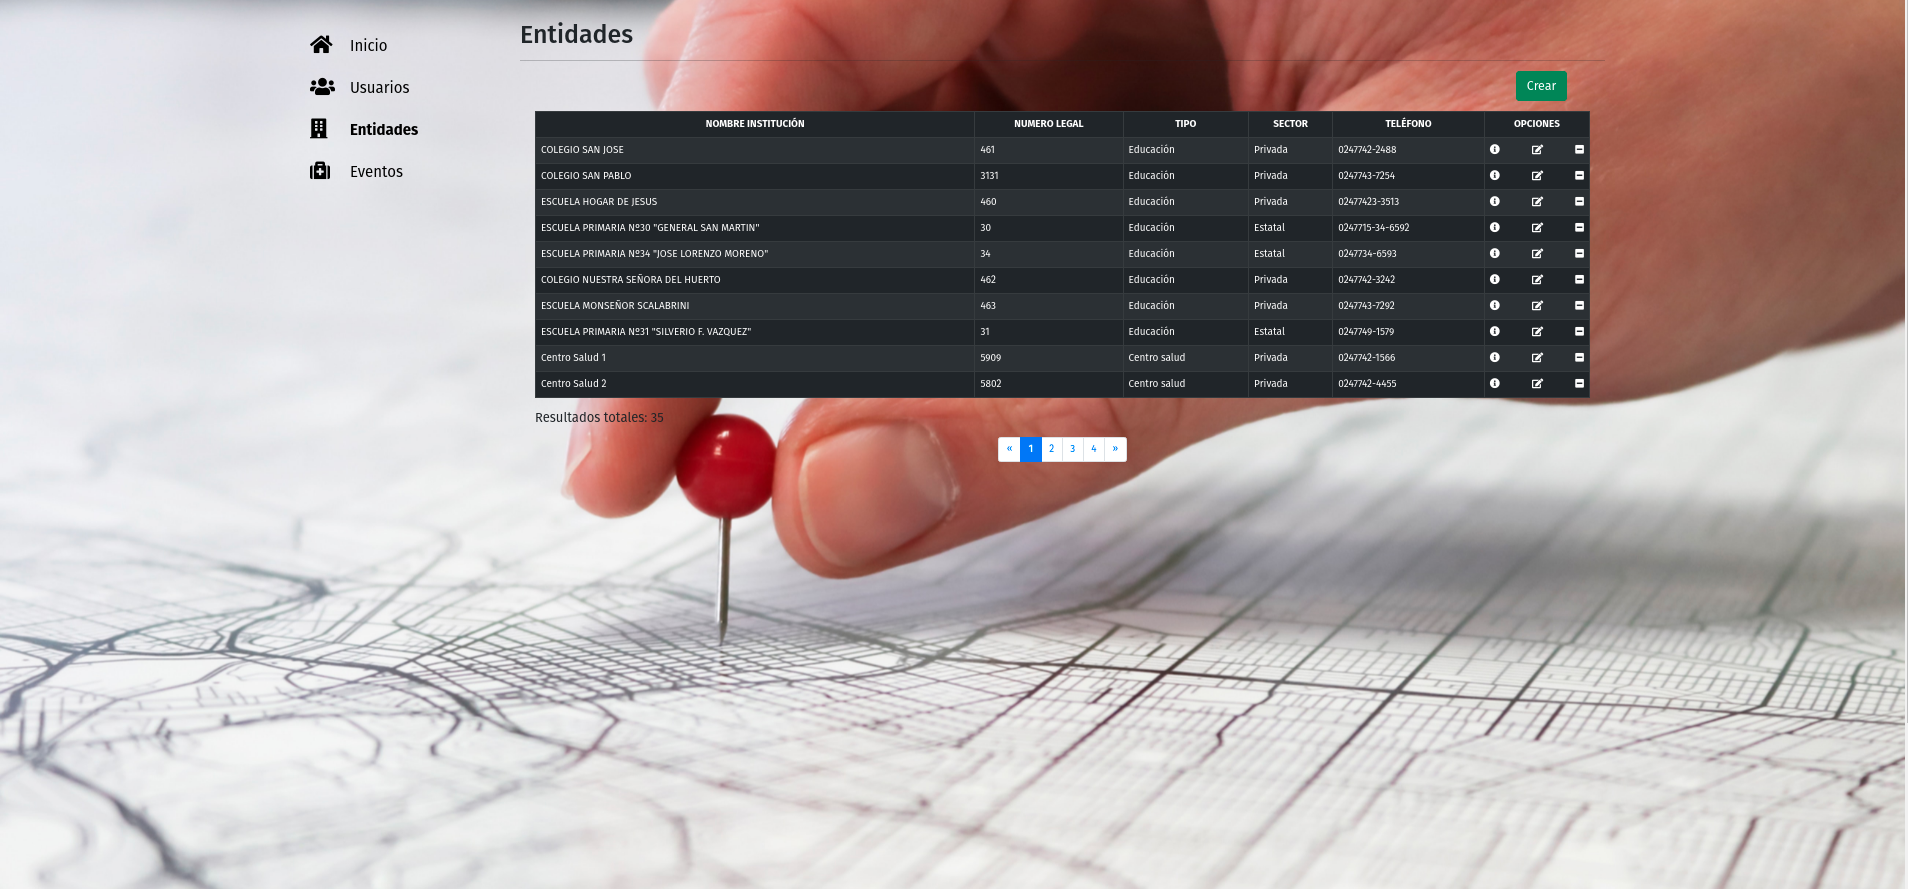 Inicio
Usuarios
Entidades
Eventos
Entidades
Crear
NOMBRE INSTITUCIÓN NUMERO LEGAL TIPO SECTOR TELÉFONO OPCIONES
COLEGIO SAN JOSE 461 Educación Privada 0247742-2488
COLEGIO SAN PABLO 3131 Educación Privada 0247743-7254
ESCUELA HOGAR DE JESUS 460 Educación Privada 02477423-3513
ESCUELA PRIMARIA Nº30 "GENERAL SAN MARTIN" 30 Educación Estatal 0247715-34-6592
ESCUELA PRIMARIA Nº34 "JOSE LORENZO MORENO" 34 Educación Estatal 0247734-6593
COLEGIO NUESTRA SEÑORA DEL HUERTO 462 Educación Privada 0247742-3242
ESCUELA MONSEÑOR SCALABRINI 463 Educación Privada 0247743-7292
ESCUELA PRIMARIA Nº31 "SILVERIO F. VAZQUEZ" 31 Educación Estatal 0247749-1579
Centro Salud 1 5909 Centro salud Privada 0247742-1566
Centro Salud 2 5802 Centro salud Privada 0247742-4455
Resultados totales: 35
« 1 2 3 4 »